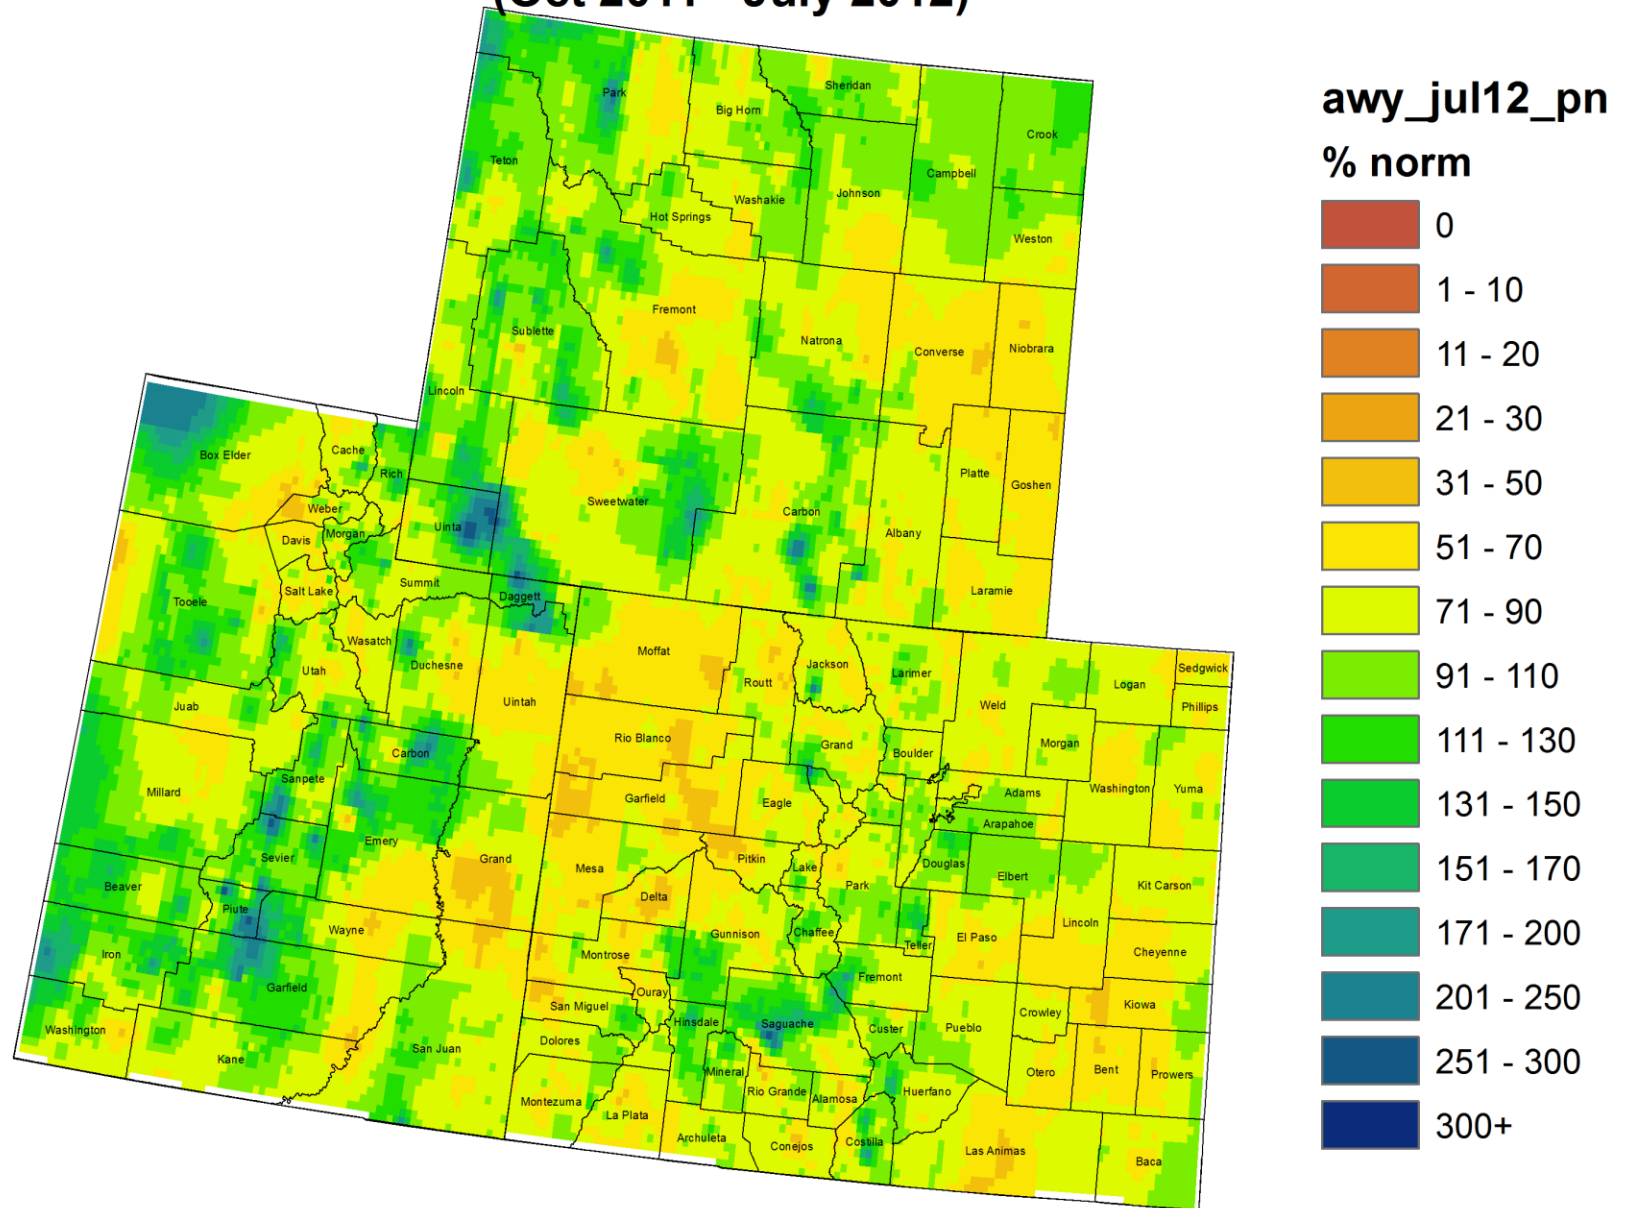 (Oct 2011 - July 2012)
awy_jul12_pn
% norm
0
1 - 10
11 - 20
21 - 30
31 - 50
51 - 70
71 - 90
91 - 110
111 - 130
131 - 150
151 - 170
171 - 200
201 - 250
251 - 300
300+
Park
Big Horn
Sheridan
Crook
Teton
Campbell
Johnson
Washakie
Hot Springs
Weston
Fremont
Sublette
Natrona
Converse
Niobrara
Lincoln
Platte
Goshen
Sweetwater
Carbon
Uinta
Albany
Laramie
Box Elder
Cache
Rich
Weber
Morgan
Davis
Salt Lake
Summit
Daggett
Tooele
Wasatch
Utah
Duchesne
Uintah
Juab
Carbon
Sanpete
Millard
Emery
Sevier
Grand
Beaver
Piute
Wayne
Iron
Garfield
Washington
Kane
San Juan
Moffat
Routt
Jackson
Larimer
Weld
Logan
Sedgwick
Phillips
Rio Blanco
Grand
Boulder
Morgan
Garfield
Eagle
Adams
Washington
Yuma
Arapahoe
Mesa
Pitkin
Lake
Park
Douglas
Elbert
Kit Carson
Delta
Gunnison
Chaffee
Teller
El Paso
Lincoln
Cheyenne
Montrose
Fremont
Ouray
San Miguel
Hinsdale
Saguache
Custer
Pueblo
Crowley
Kiowa
Dolores
Mineral
Rio Grande
Alamosa
Huerfano
Otero
Bent
Prowers
Montezuma
La Plata
Archuleta
Conejos
Costilla
Las Animas
Baca